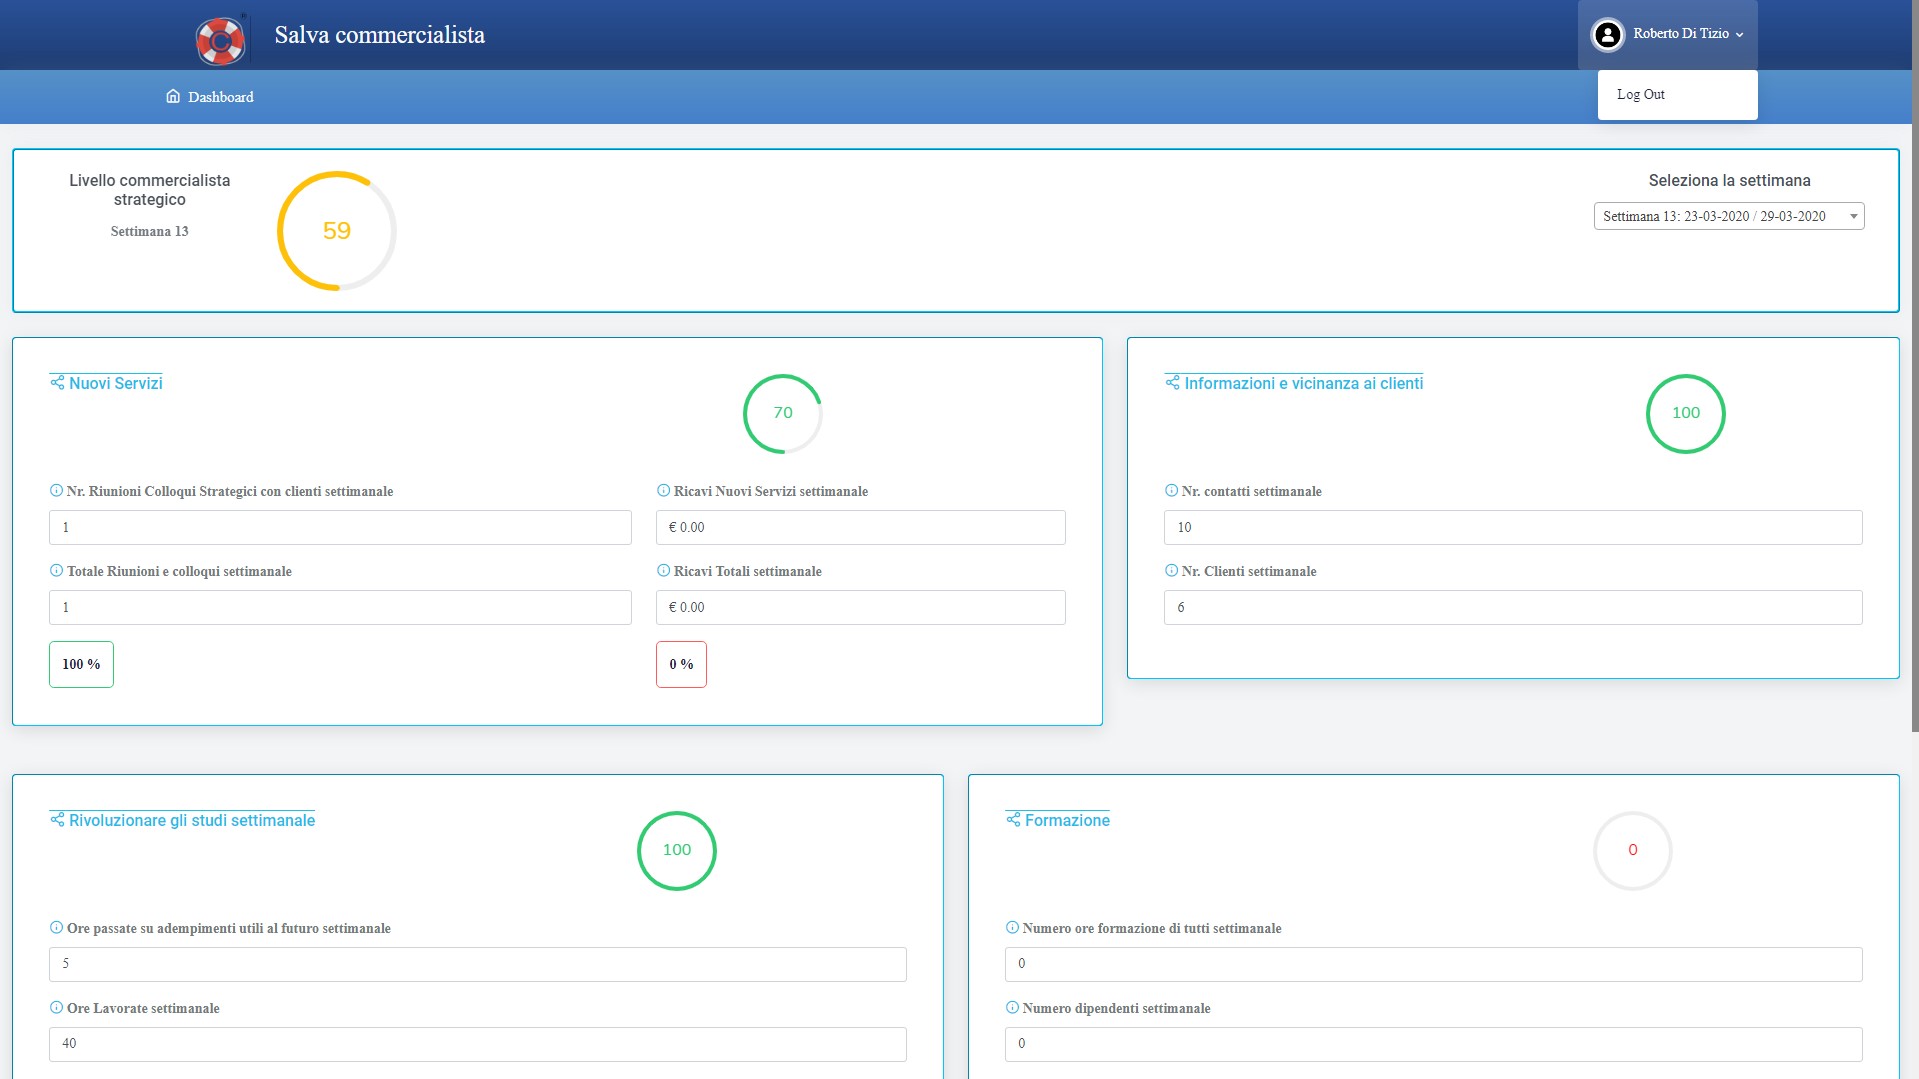 Salva commercialista
Roberto Di Tizio
Dashboard
Log Out
Livello commercialista
strategico
Settimana 13
59
Seleziona la settimana
Settimana 13: 23-03-2020 / 29-03-2020
Nuovi Servizi
70
Nr. Riunioni Colloqui Strategici con clienti settimanale
1
Totale Riunioni e colloqui settimanale
1
100 %
Ricavi Nuovi Servizi settimanale
€ 0.00
Ricavi Totali settimanale
€ 0.00
0 %
Informazioni e vicinanza ai clienti
100
Nr. contatti settimanale
10
Nr. Clienti settimanale
6
Rivoluzionare gli studi settimanale
100
Ore passate su adempimenti utili al futuro settimanale
5
Ore Lavorate settimanale
40
Formazione
0
Numero ore formazione di tutti settimanale
0
Numero dipendenti settimanale
0